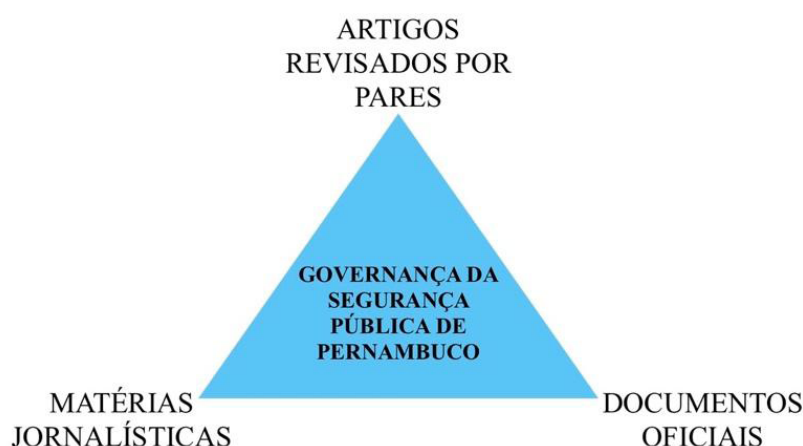 ARTIGOS
REVISADOS POR
PARES
GOVERNANÇA DA
SEGURANÇA
PÚBLICA DE
PERNAMBUCO
MATÉRIAS
JORNALÍSTICAS
DOCUMENTOS
OFICIAIS